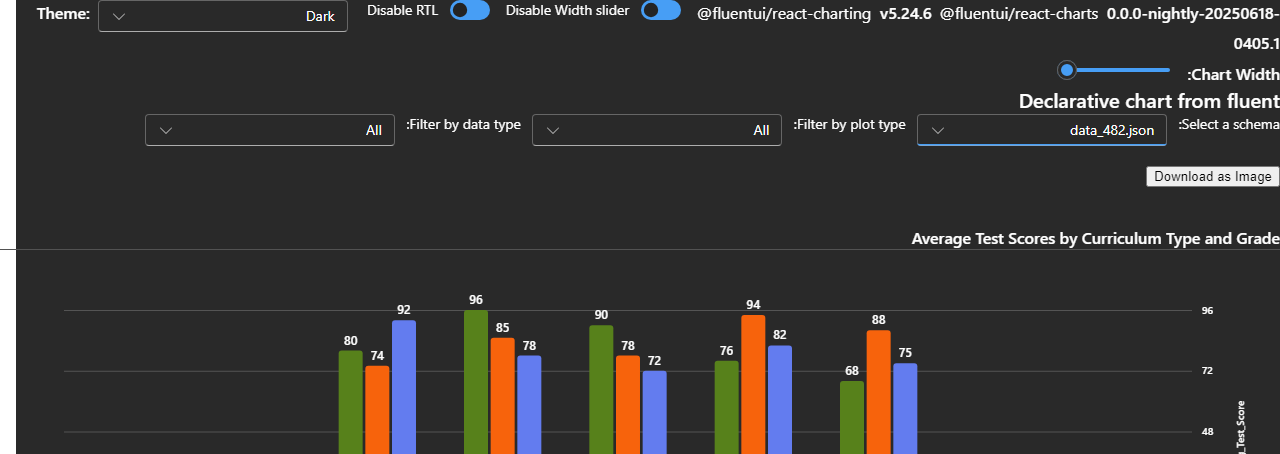 Theme:
Dark
Disable RTL
Disable Width slider
@fluentui/react-charting v5.24.6 @fluentui/react-charts 0.0.0-nightly-20250618-
0405.1
:Chart Width
Declarative chart from fluent
:Select a schema
data_482.json
:Filter by plot type
All
:Filter by data type
All
Download as Image
Average Test Scores by Curriculum Type and Grade
80
74
92
96
85
78
90
78
72
76
94
82
68
88
75
96
72
48
_Test_Score